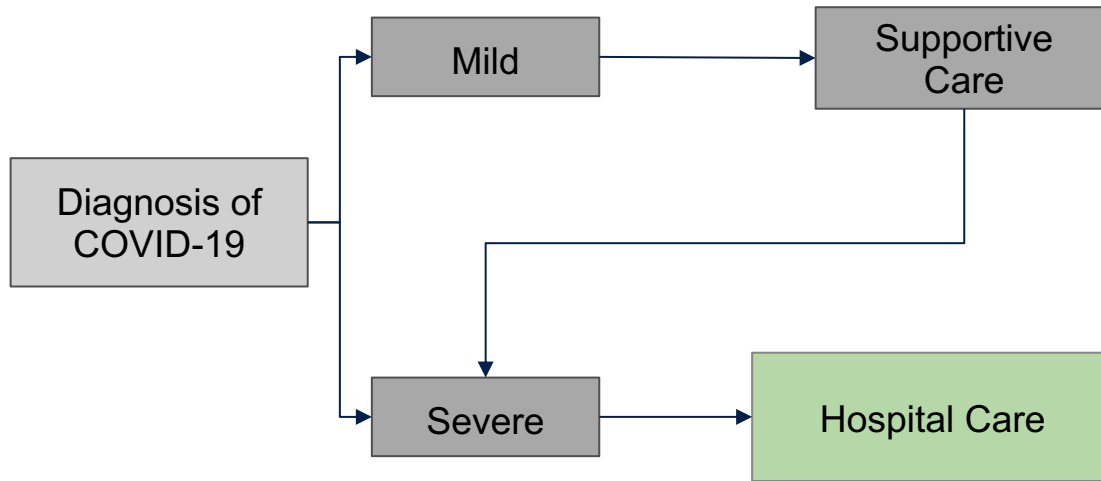 Mild
Supportive
Care
Diagnosis of
COVID-19
Severe
Hospital Care